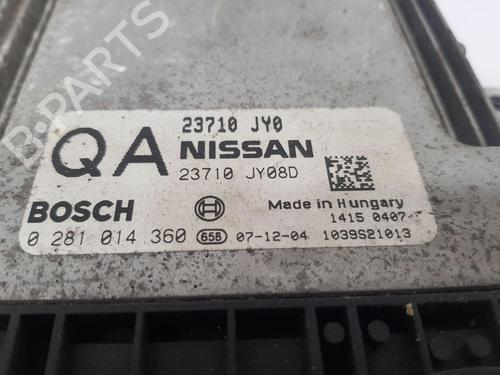 B-PARTS
23710 JY0
QA NISSAN
23710 JY08D
BOSCH
Made in Hungary
1415 0407
0 281 014 360 65B 07-12-04 1039S21013